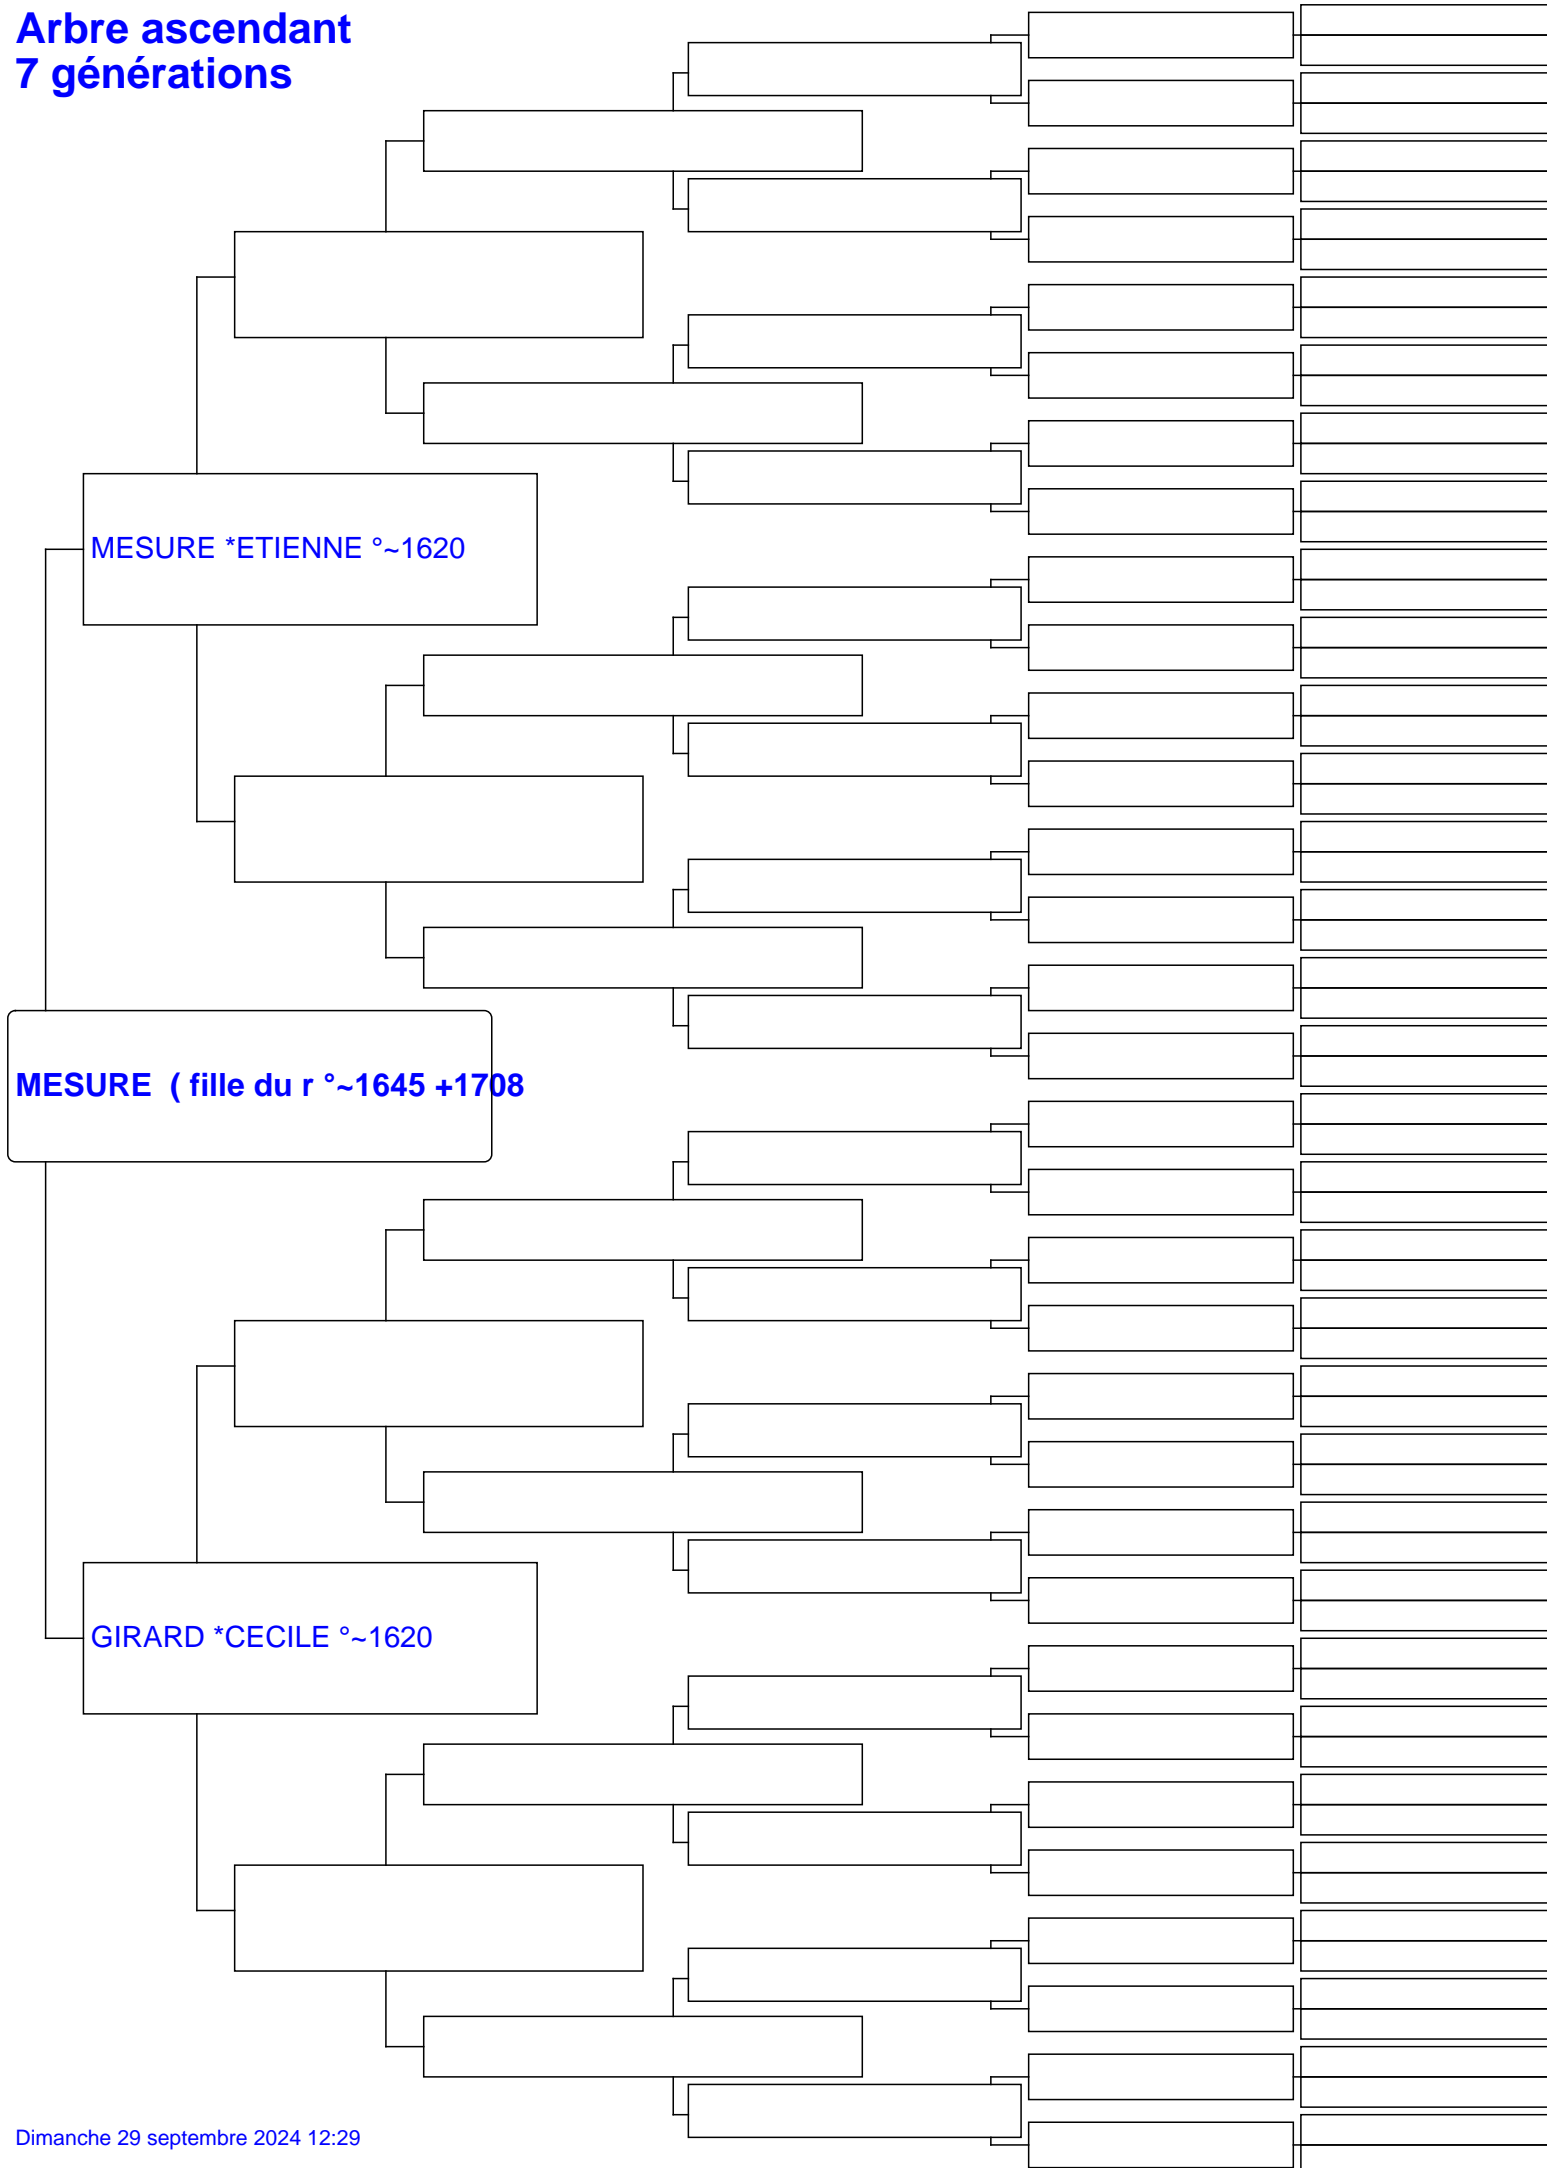 Arbre ascendant
7 générations
MESURE *ETIENNE °~1620
MESURE  ( fille du r °~1645 +1708
GIRARD *CECILE °~1620
Dimanche 29 septembre 2024 12:29